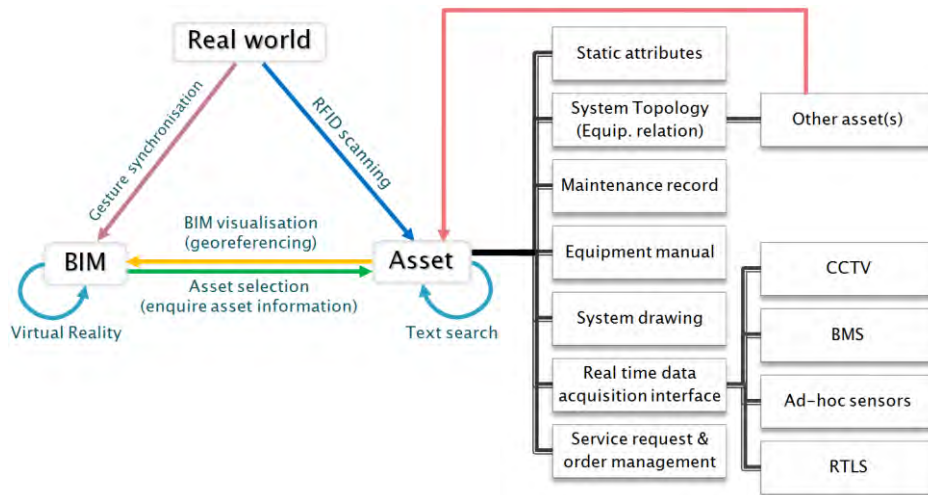 Real world
Gesture synchronisation
RFID scanning
BIM visualisation
(georeferencing)
BIM
Asset
Asset selection
(enquire asset information)
Virtual Reality
Text search
Static attributes
System Topology
(Equip. relation)
Other asset(s)
Maintenance record
Equipment manual
System drawing
Real time data
acquisition interface
Service request &
order management
CCTV
BMS
Ad-hoc sensors
RTLS